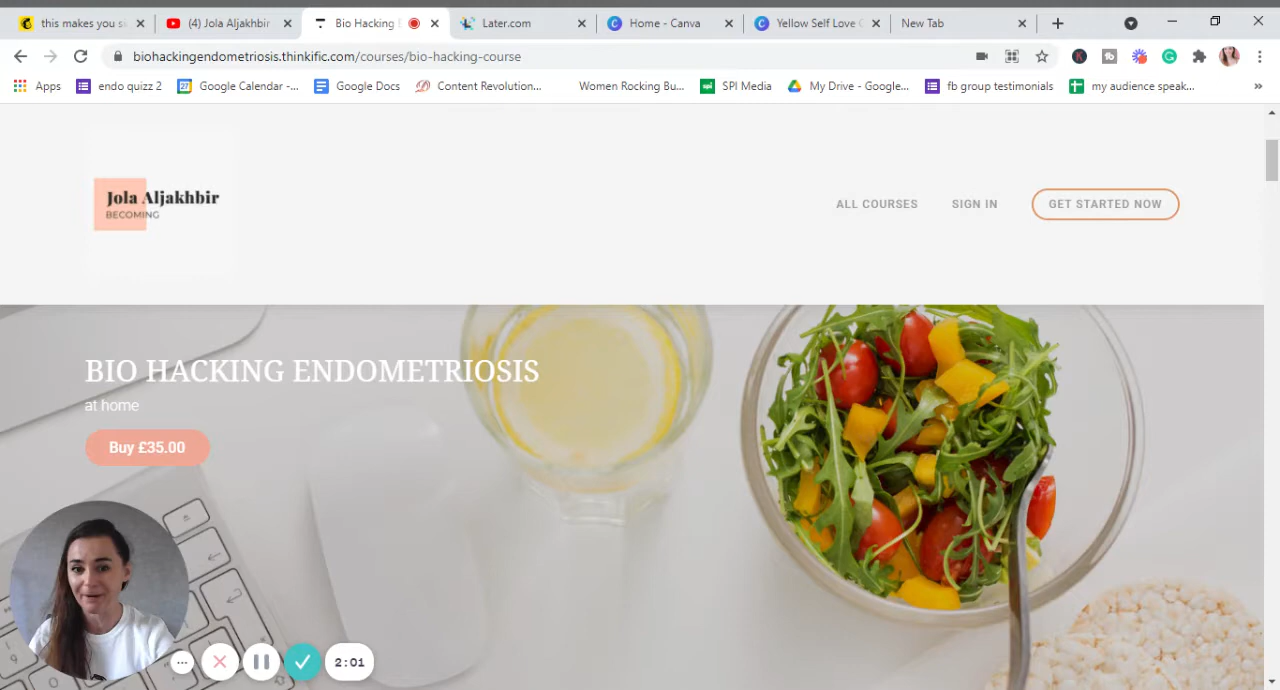 this makes you s
(4) Jola Aljakhbir
Bio Hacking
Later.com
Home - Canva
Yellow Self Love
New Tab
biohackingendometriosis.thinkific.com/courses/bio-hacking-course
Apps
endo quizz 2
Google Calendar -...
Google Docs
Content Revolution...
Women Rocking Bu...
SPI Media
My Drive - Google...
fb group testimonials
my audience speak...
»
Jola Aljakhbir
BECOMING
ALL COURSES
SIGN IN
GET STARTED NOW
BIO HACKING ENDOMETRIOSIS
at home
Buy £35.00
2:01